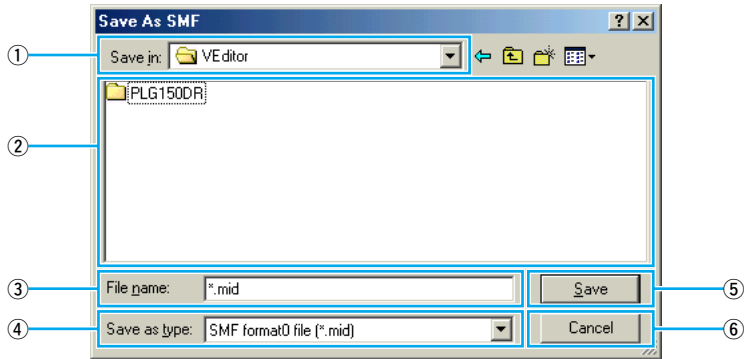 Save As SMF
① Save in: VEditor
② PLG150DR
③ File name: *.mid
Save ⑤
④ Save as type: SMF format0 file (*.mid)
Cancel ⑥